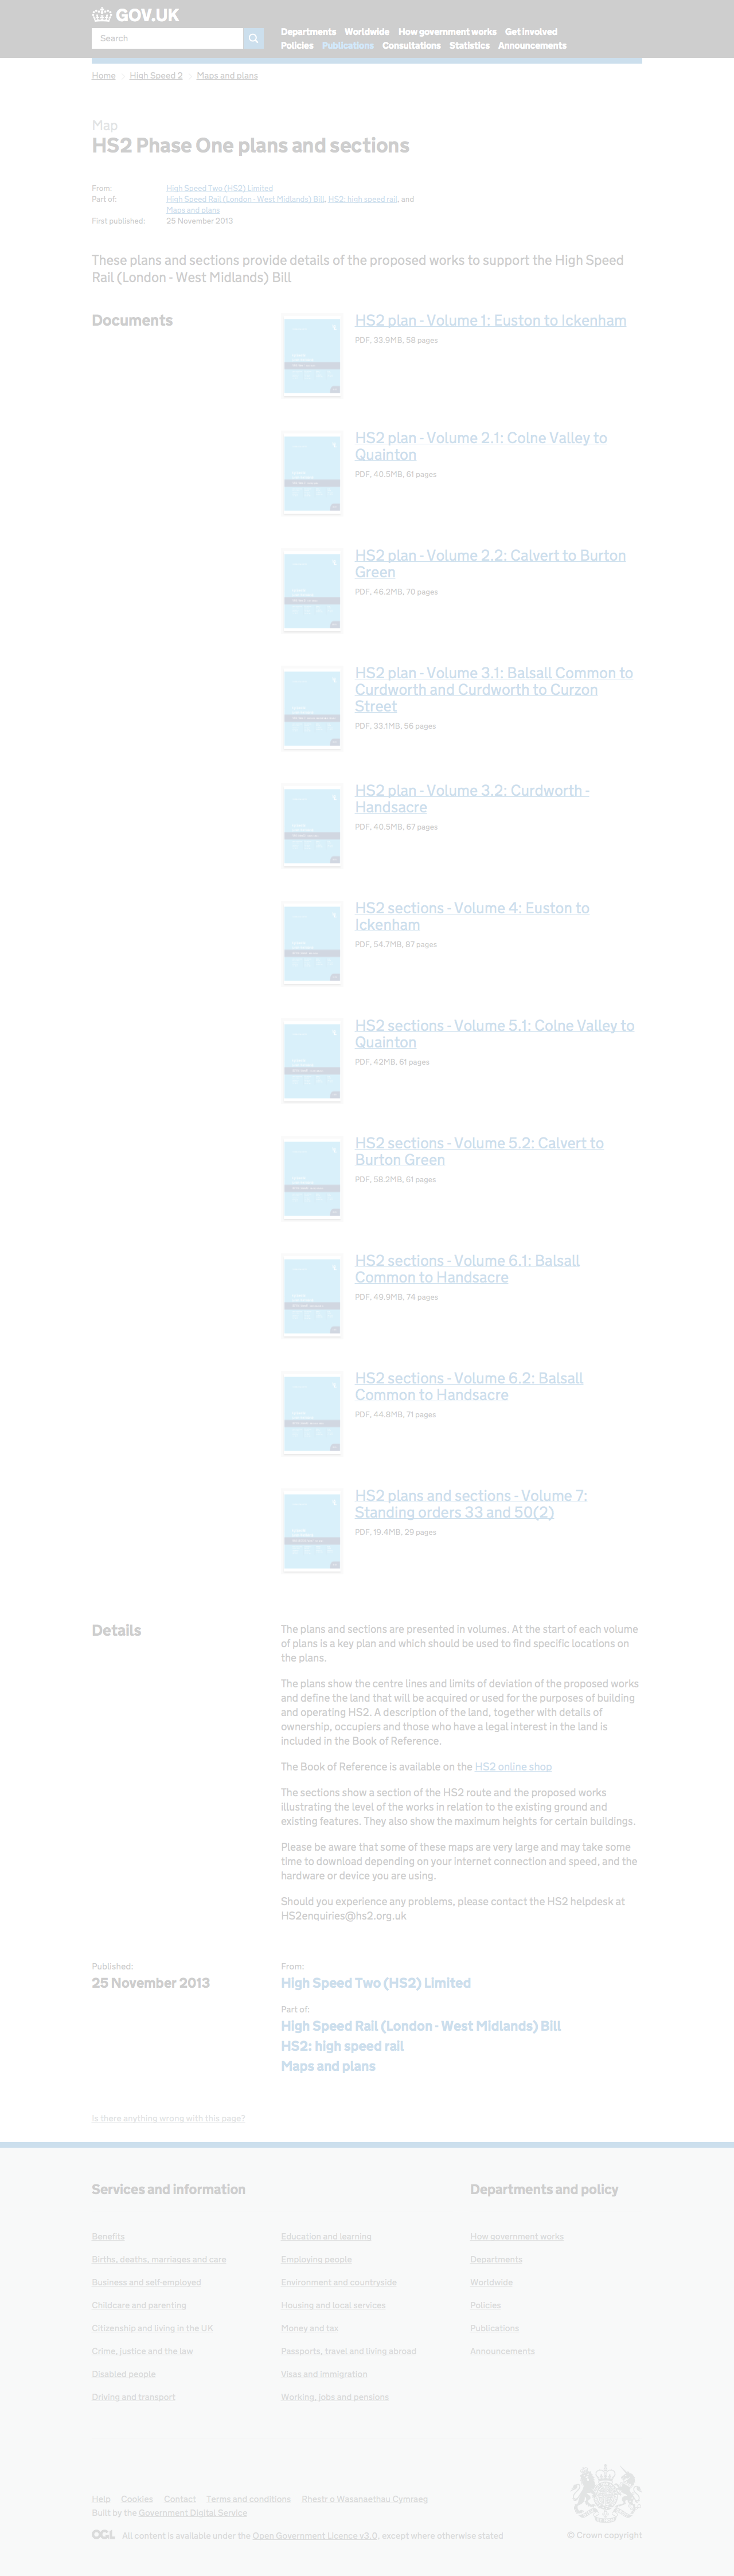 GOV.UK
Search
Departments Worldwide How government works Get involved
Policies Publications Consultations Statistics Announcements
Home High Speed 2 Maps and plans
Map
HS2 Phase One plans and sections
From: High Speed Two (HS2) Limited
Part of: High Speed Rail (London - West Midlands) Bill, HS2: high speed rail, and
Maps and plans
First published: 25 November 2013
These plans and sections provide details of the proposed works to support the High Speed
Rail (London - West Midlands) Bill
Documents
HS2 plan - Volume 1: Euston to Ickenham
PDF, 33.9MB, 58 pages
HS2 plan - Volume 2.1: Colne Valley to
Quainton
PDF, 40.5MB, 61 pages
HS2 plan - Volume 2.2: Calvert to Burton
Green
PDF, 46.2MB, 70 pages
HS2 plan - Volume 3.1: Balsall Common to
Curdworth and Curdworth to Curzon
Street
PDF, 33.1MB, 56 pages
HS2 plan - Volume 3.2: Curdworth -
Handsacre
PDF, 40.5MB, 67 pages
HS2 sections - Volume 4: Euston to
Ickenham
PDF, 54.7MB, 87 pages
HS2 sections - Volume 5.1: Colne Valley to
Quainton
PDF, 42MB, 61 pages
HS2 sections - Volume 5.2: Calvert to
Burton Green
PDF, 58.2MB, 61 pages
HS2 sections - Volume 6.1: Balsall
Common to Handsacre
PDF, 49.9MB, 74 pages
HS2 sections - Volume 6.2: Balsall
Common to Handsacre
PDF, 44.8MB, 71 pages
HS2 plans and sections - Volume 7:
Standing orders 33 and 50(2)
PDF, 19.4MB, 29 pages
Details
The plans and sections are presented in volumes. At the start of each volume
of plans is a key plan and which should be used to find specific locations on
the plans.
The plans show the centre lines and limits of deviation of the proposed works
and define the land that will be acquired or used for the purposes of building
and operating HS2. A description of the land, together with details of
ownership, occupiers and those who have a legal interest in the land is
included in the Book of Reference.
The Book of Reference is available on the HS2 online shop
The sections show a section of the HS2 route and the proposed works
illustrating the level of the works in relation to the existing ground and
existing features. They also show the maximum heights for certain buildings.
Please be aware that some of these maps are very large and may take some
time to download depending on your internet connection and speed, and the
hardware or device you are using.
Should you experience any problems, please contact the HS2 helpdesk at
HS2enquiries@hs2.org.uk
Published:
25 November 2013
From:
High Speed Two (HS2) Limited
Part of:
High Speed Rail (London - West Midlands) Bill
HS2: high speed rail
Maps and plans
Is there anything wrong with this page?
Services and information
Benefits
Births, deaths, marriages and care
Business and self-employed
Childcare and parenting
Citizenship and living in the UK
Crime, justice and the law
Disabled people
Driving and transport
Education and learning
Employing people
Environment and countryside
Housing and local services
Money and tax
Passports, travel and living abroad
Visas and immigration
Working, jobs and pensions
Departments and policy
How government works
Departments
Worldwide
Policies
Publications
Announcements
Help Cookies Contact Terms and conditions Rhestr o Wasanaethau Cymraeg
Built by the Government Digital Service
OGL All content is available under the Open Government Licence v3.0, except where otherwise stated
© Crown copyright